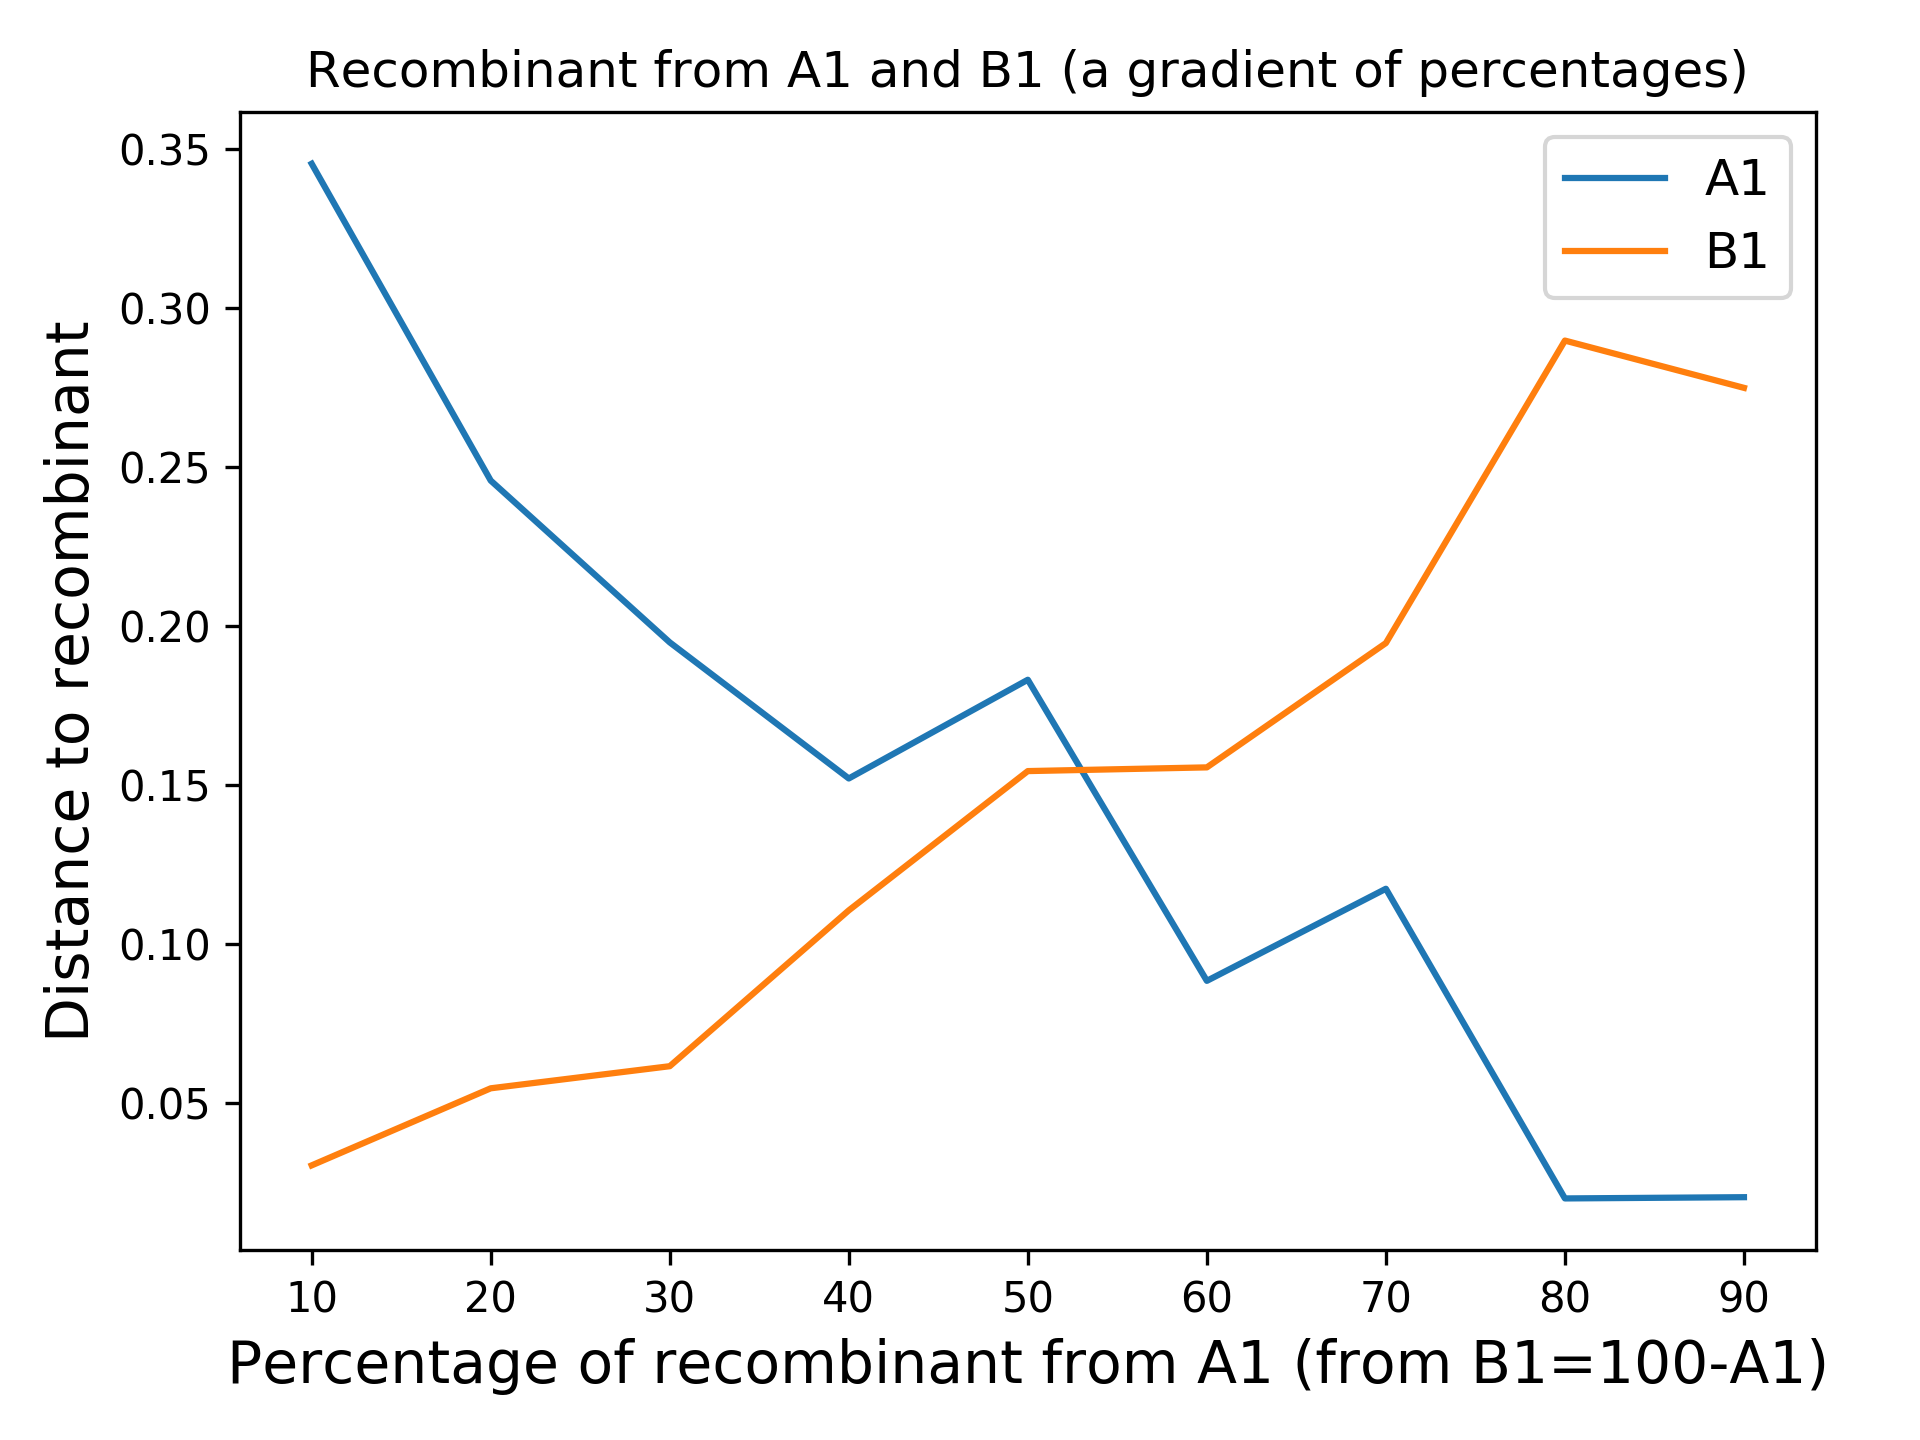 Recombinant from A1 and B1 (a gradient of percentages)
A1
B1
Distance to recombinant
0.35
0.30
0.25
0.20
0.15
0.10
0.05
10 20 30 40 50 60 70 80 90
Percentage of recombinant from A1 (from B1=100-A1)